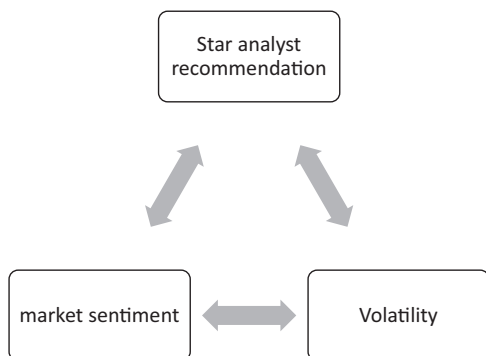 Star analyst
recommendation
market sentiment
Volatility